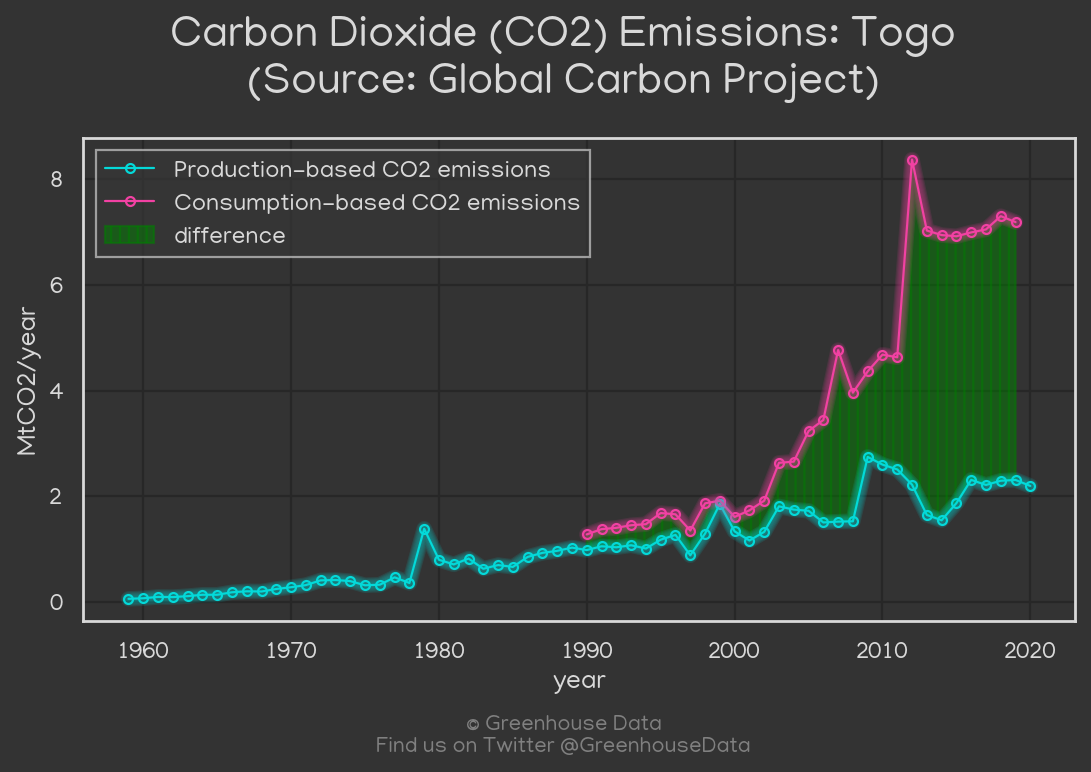 Carbon Dioxide (CO2) Emissions: Togo
(Source: Global Carbon Project)
Production-based CO2 emissions
Consumption-based CO2 emissions
difference
8
6
4
2
0
MtCO2/year
1960 1970 1980 1990 2000 2010 2020
year
© Greenhouse Data
Find us on Twitter @GreenhouseData